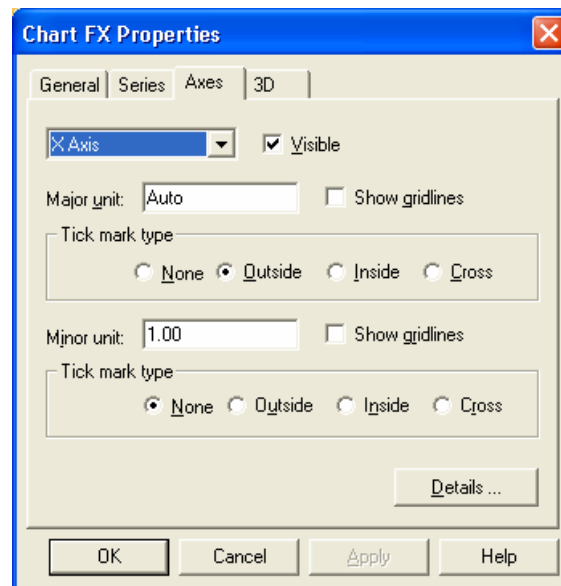 Chart FX Properties
General Series Axes 3D
X Axis Visible
Major unit: Auto Show gridlines
Tick mark type
None Outside Inside Cross
Minor unit: 1.00 Show gridlines
Tick mark type
None Outside Inside Cross
Details ...
OK Cancel Apply Help